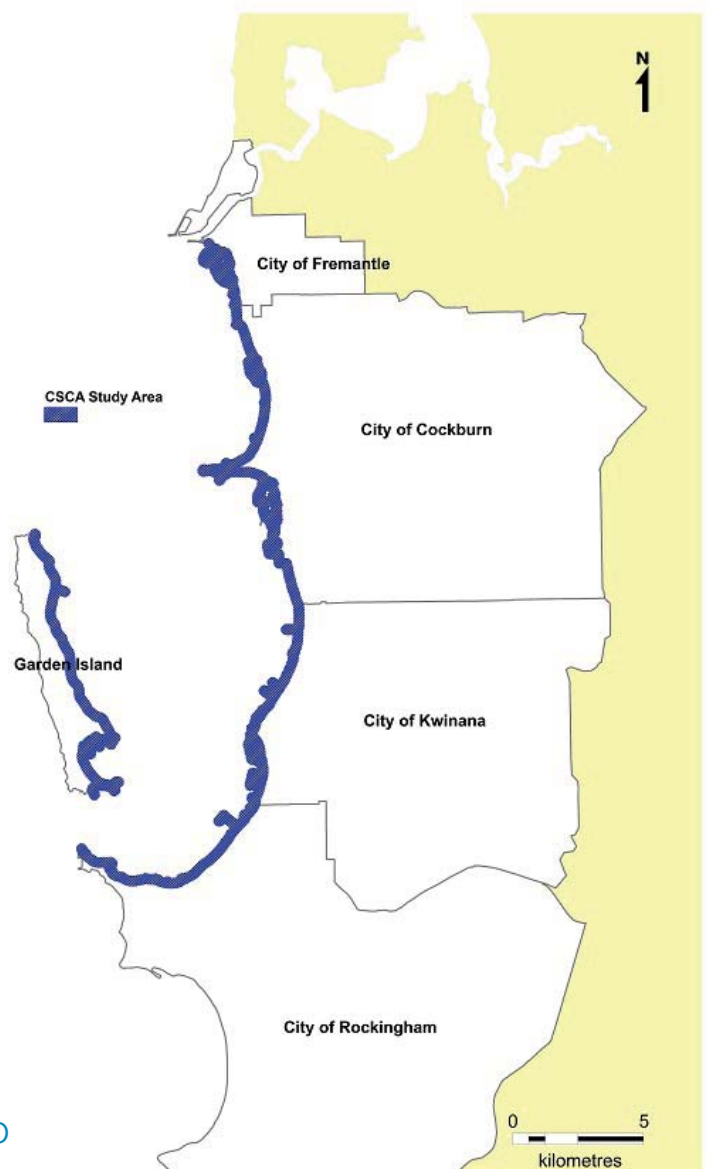 N
City of Fremantle
CSCA Study Area
City of Cockburn
Garden Island
City of Kwinana
City of Rockingham
0 5
kilometres